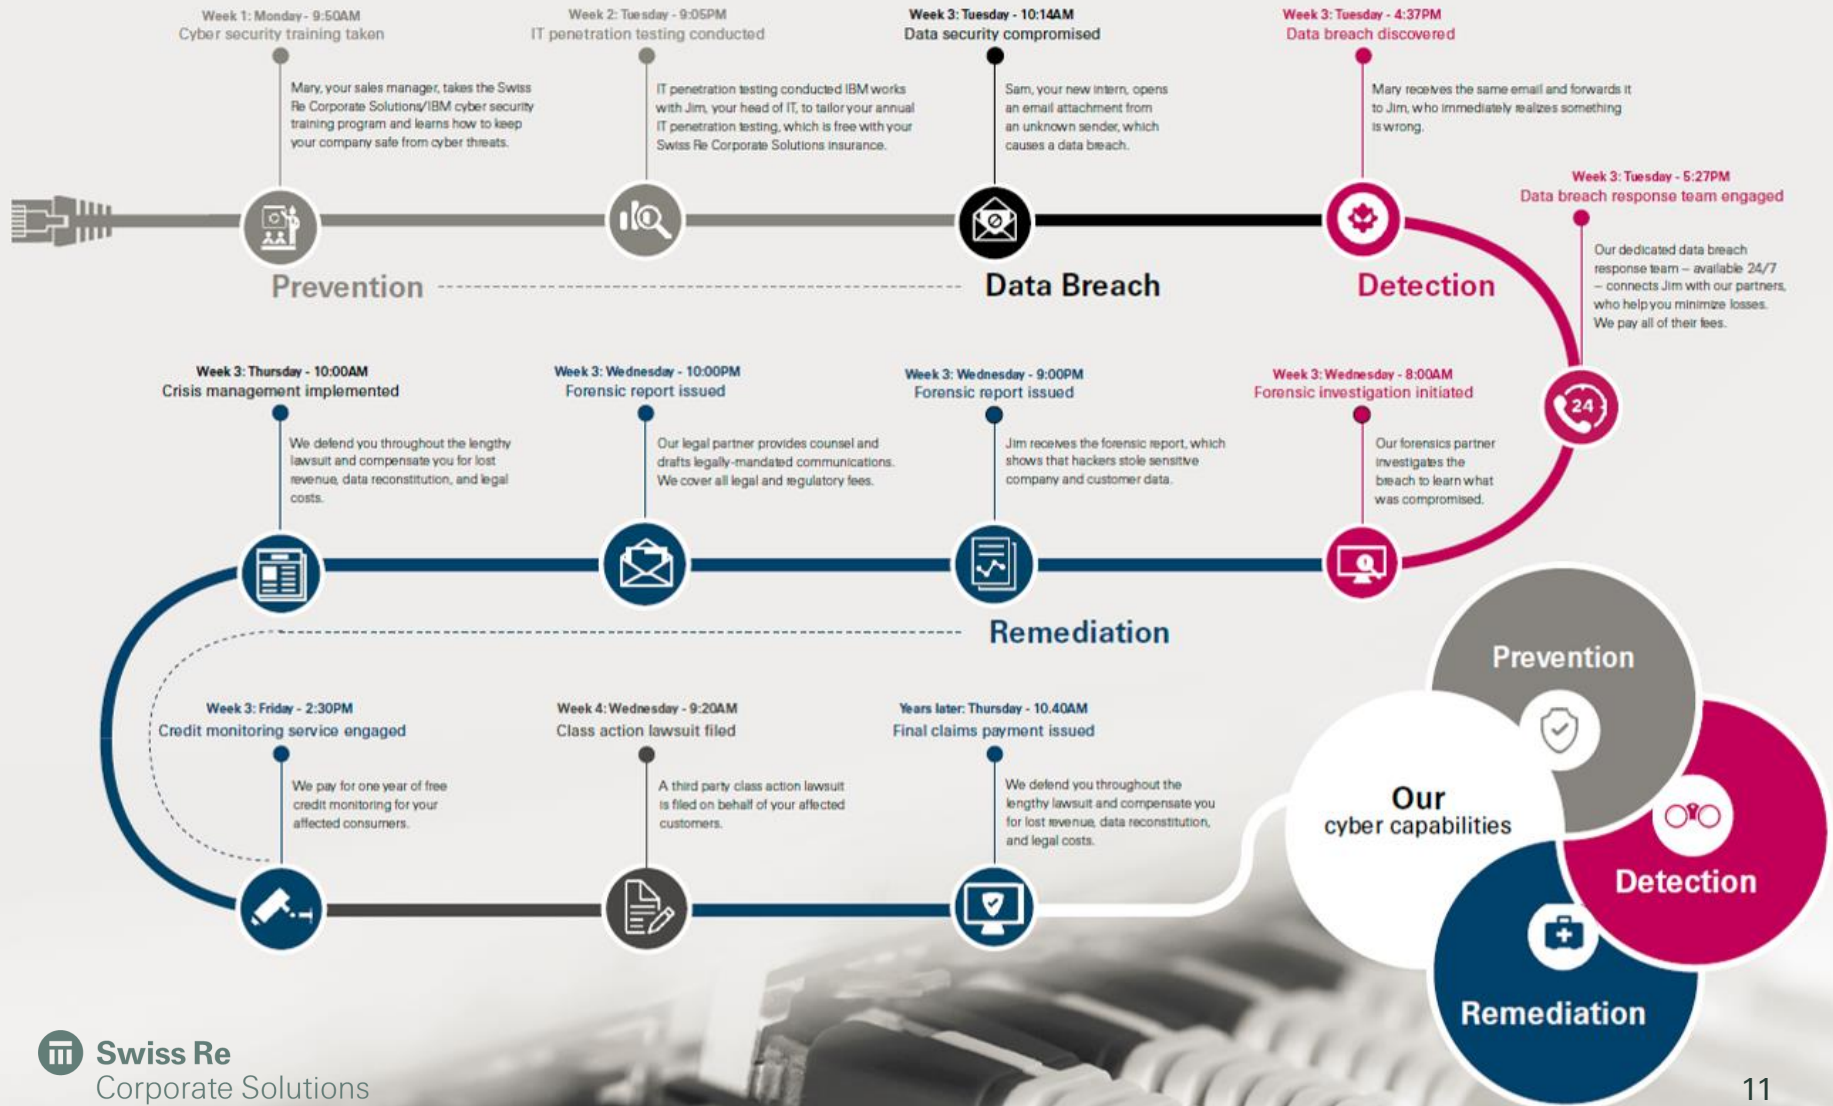 Week 1: Monday - 9:50AM
Cyber security training taken
Mary, your sales manager, takes the Swiss
Re Corporate Solutions/IBM cyber security
training program and learns how to keep
your company safe from cyber threats.
Week 2: Tuesday - 9:05PM
IT penetration testing conducted
IT penetration testing conducted IBM works
with Jim, your head of IT, to tailor your annual
IT penetration testing, which is free with your
Swiss Re Corporate Solutions insurance.
Week 3: Tuesday - 10:14AM
Data security compromised
Sam, your new intern, opens
an email attachment from
an unknown sender, which
causes a data breach.
Week 3: Tuesday - 4:37PM
Data breach discovered
Mary receives the same email and forwards it
to Jim, who immediately realizes something
is wrong.
Prevention
Data Breach
Detection
Week 3: Tuesday - 5:27PM
Data breach response team engaged
Our dedicated data breach
response team – available 24/7
– connects Jim with our partners,
who help you minimize losses.
We pay all of their fees.
24
Week 3: Wednesday - 8:00AM
Forensic investigation initiated
Our forensics partner
investigates the
breach to learn what
was compromised.
Week 3: Wednesday - 9:00PM
Forensic report issued
Jim receives the forensic report, which
shows that hackers stole sensitive
company and customer data.
Week 3: Wednesday - 10:00PM
Forensic report issued
Our legal partner provides counsel and
drafts legally-mandated communications.
We cover all legal and regulatory fees.
Week 3: Thursday - 10:00AM
Crisis management implemented
We defend you throughout the lengthy
lawsuit and compensate you for lost
revenue, data reconstitution, and legal
costs.
Remediation
Week 3: Friday - 2:30PM
Credit monitoring service engaged
We pay for one year of free
credit monitoring for your
affected consumers.
Week 4: Wednesday - 9:20AM
Class action lawsuit filed
A third party class action lawsuit
is filed on behalf of your affected
customers.
Years later: Thursday - 10.40AM
Final claims payment issued
We defend you throughout the
lengthy lawsuit and compensate you
for lost revenue, data reconstitution,
and legal costs.
Our
cyber capabilities
Prevention
Detection
Remediation
Swiss Re
Corporate Solutions
11